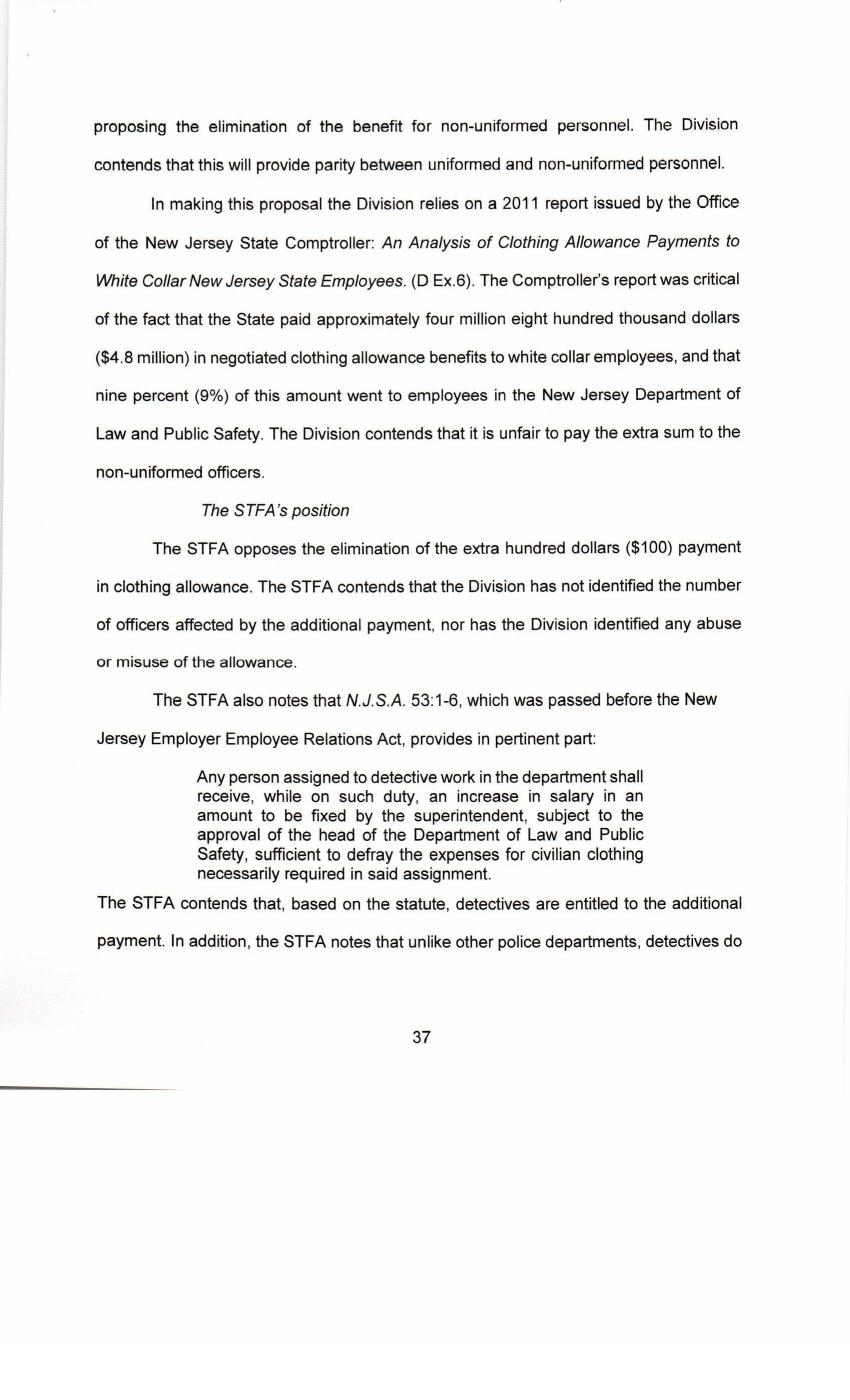 proposing the elimination of the benefit for non-uniformed personnel. The Division
contends that this will provide parity between uniformed and non-uniformed personnel.
In making this proposal the Division relies on a 2011 report issued by the Office
of the New Jersey State Comptroller: An Analysis of Clothing Allowance Payments to
White Collar New Jersey State Employees. (D Ex.6). The Comptroller's report was critical
of the fact that the State paid approximately four million eight hundred thousand dollars
($4.8 million) in negotiated clothing allowance benefits to white collar employees, and that
nine percent (9%) of this amount went to employees in the New Jersey Department of
Law and Public Safety. The Division contends that it is unfair to pay the extra sum to the
non-uniformed officers.
The STFA's position
The STFA opposes the elimination of the extra hundred dollars ($100) payment
in clothing allowance. The STFA contends that the Division has not identified the number
of officers affected by the additional payment, nor has the Division identified any abuse
or misuse of the allowance.
The STFA also notes that N.J.S.A. 53:1-6, which was passed before the New
Jersey Employer Employee Relations Act, provides in pertinent part:
Any person assigned to detective work in the department shall
receive, while on such duty, an increase in salary in an
amount to be fixed by the superintendent, subject to the
approval of the head of the Department of Law and Public
Safety, sufficient to defray the expenses for civilian clothing
necessarily required in said assignment.
The STFA contends that, based on the statute, detectives are entitled to the additional
payment. In addition, the STFA notes that unlike other police departments, detectives do
37